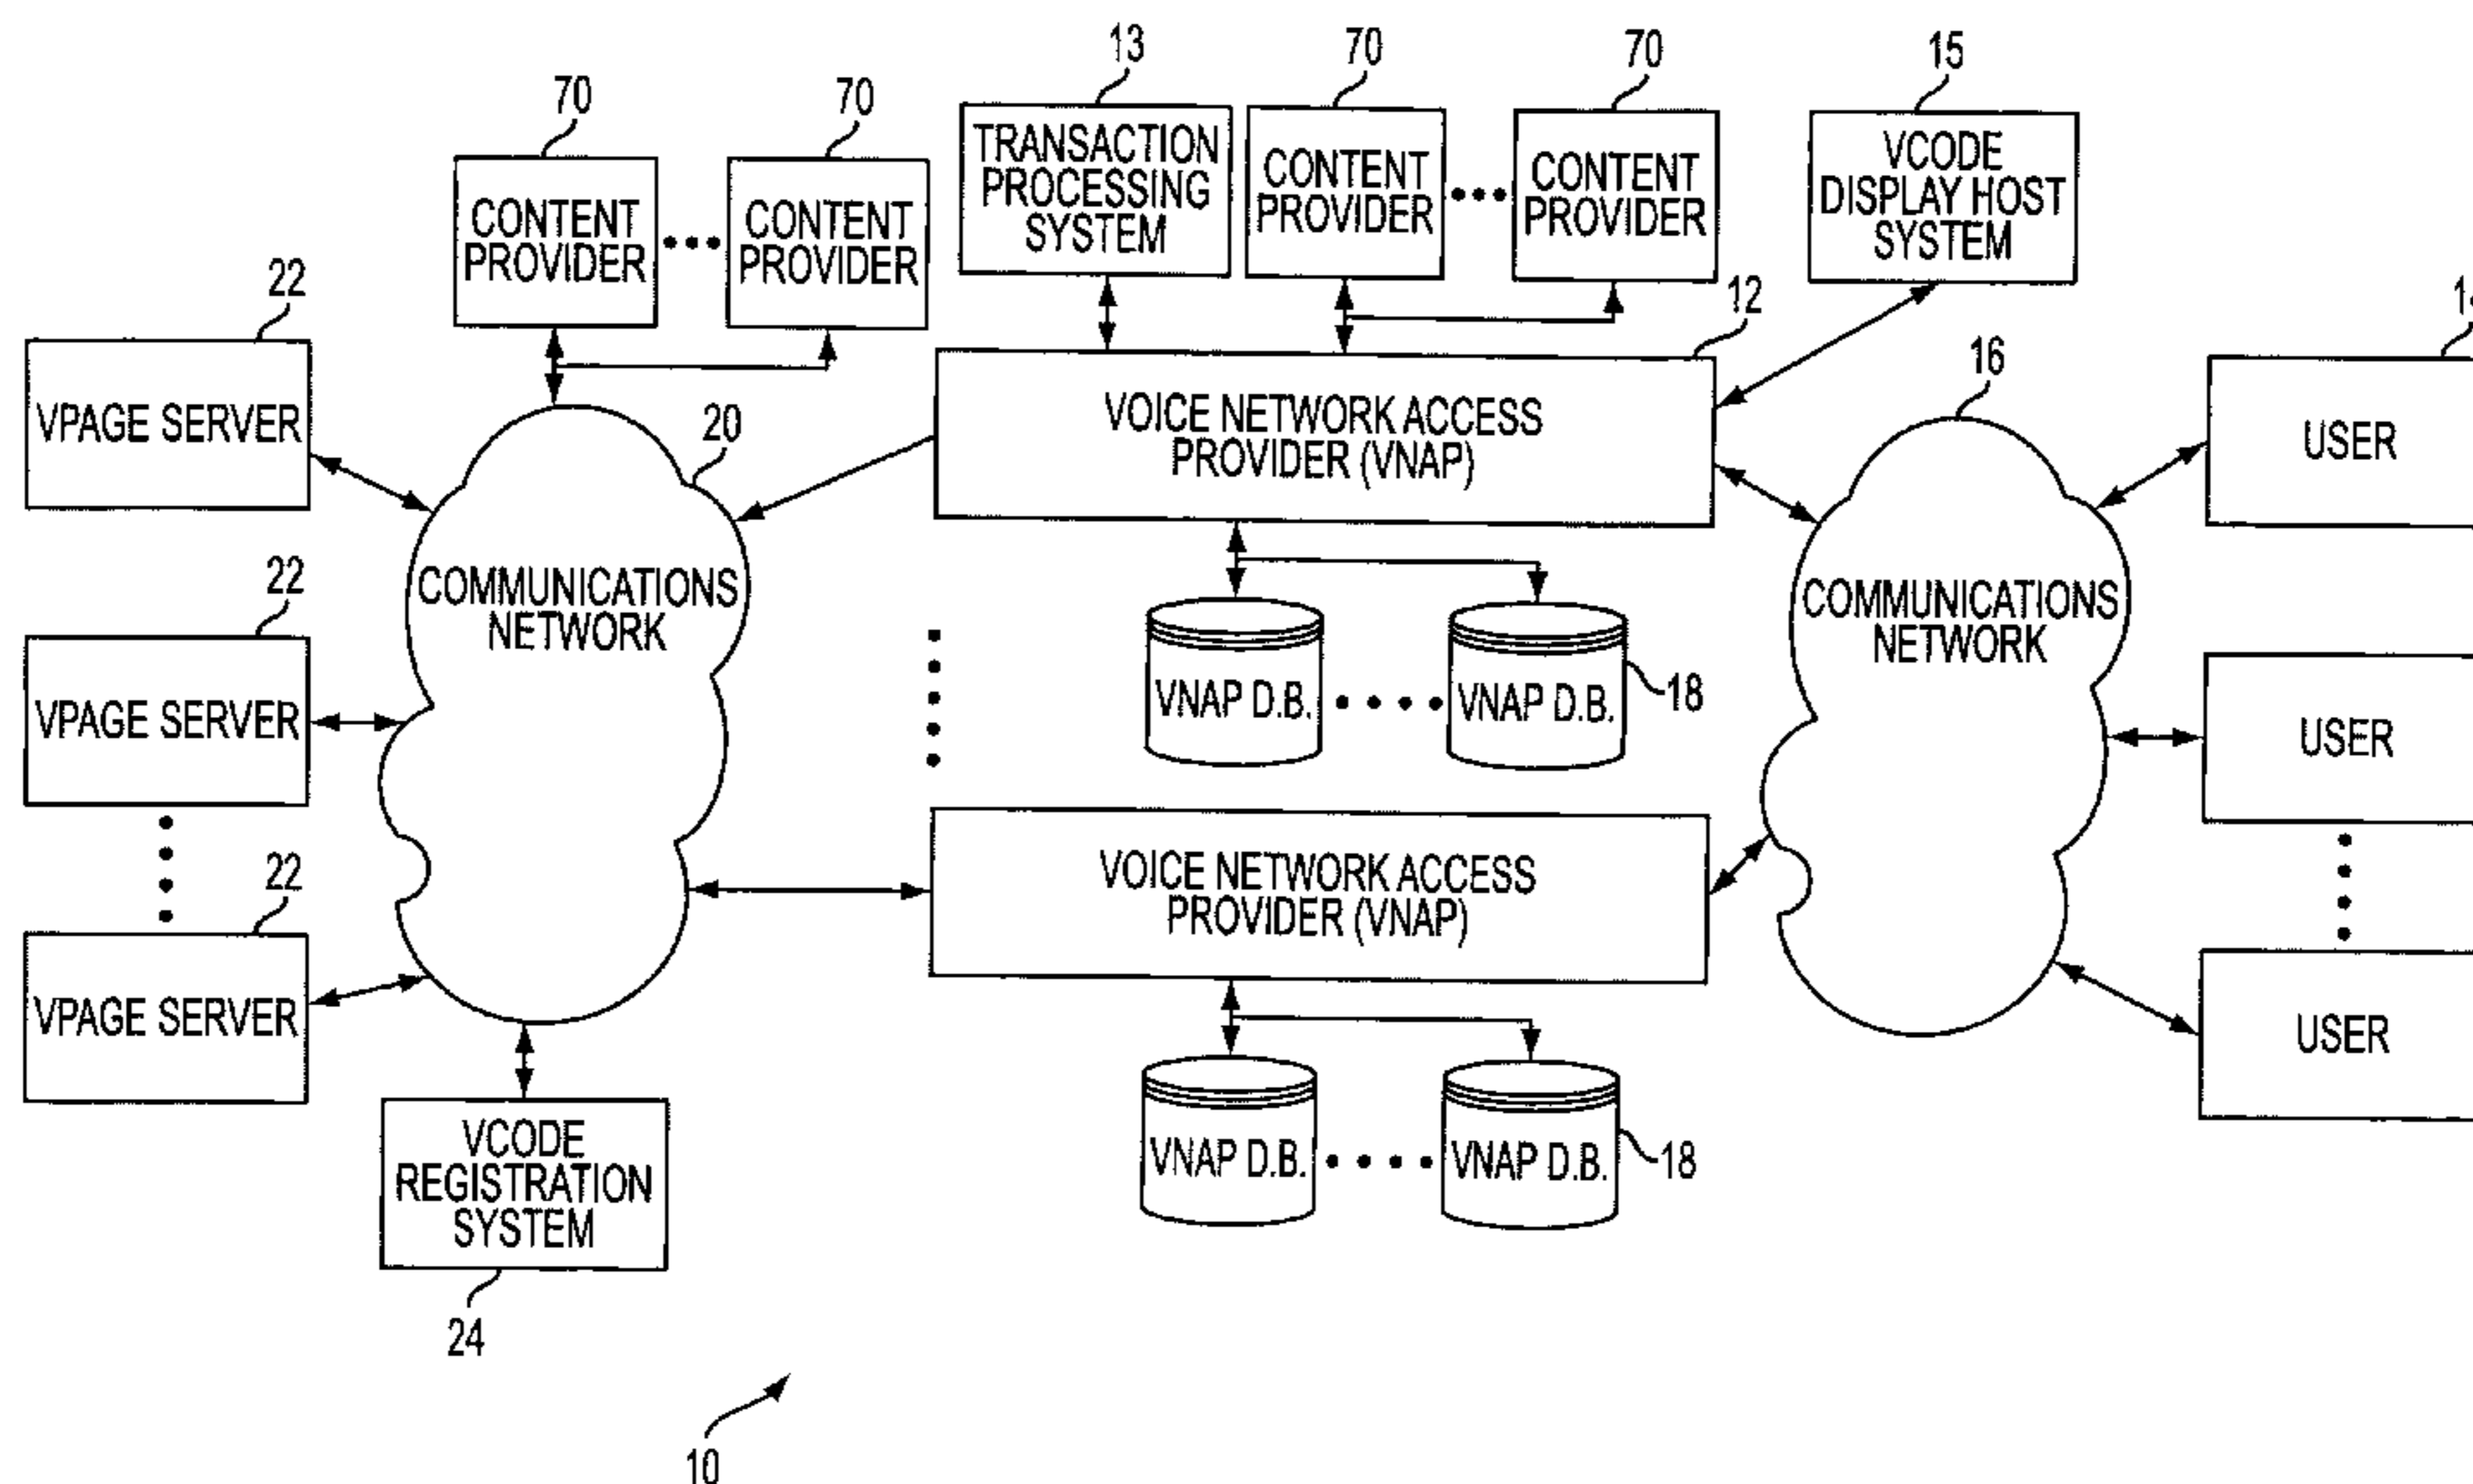 13
70
70
15
70
70
TRANSACTION
PROCESSING
SYSTEM
CONTENT
PROVIDER
CONTENT
PROVIDER
VCODE
DISPLAY HOST
SYSTEM
CONTENT
PROVIDER
CONTENT
PROVIDER
22
12
16
VPAGE SERVER
20
VOICE NETWORK ACCESS
PROVIDER (VNAP)
USER
22
COMMUNICATIONS
NETWORK
COMMUNICATIONS
NETWORK
VPAGE SERVER
VNAP D.B.
VNAP D.B.
18
USER
22
VOICE NETWORK ACCESS
PROVIDER (VNAP)
VPAGE SERVER
USER
VCODE
REGISTRATION
SYSTEM
VNAP D.B.
VNAP D.B.
18
24
10